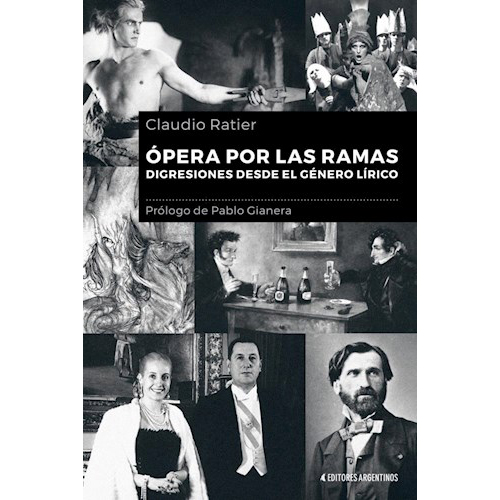 Claudio Ratier
ÓPERA POR LAS RAMAS
DIGRESIONES DESDE EL GÉNERO LÍRICO
Prólogo de Pablo Gianera
EDITORES ARGENTINOS